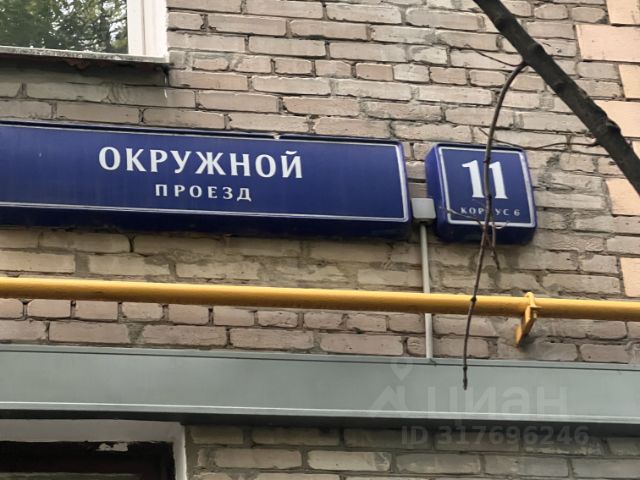 ОКРУЖНОЙ
ПРОЕЗД
11
КОРПУС 6
циан
ID 317696246